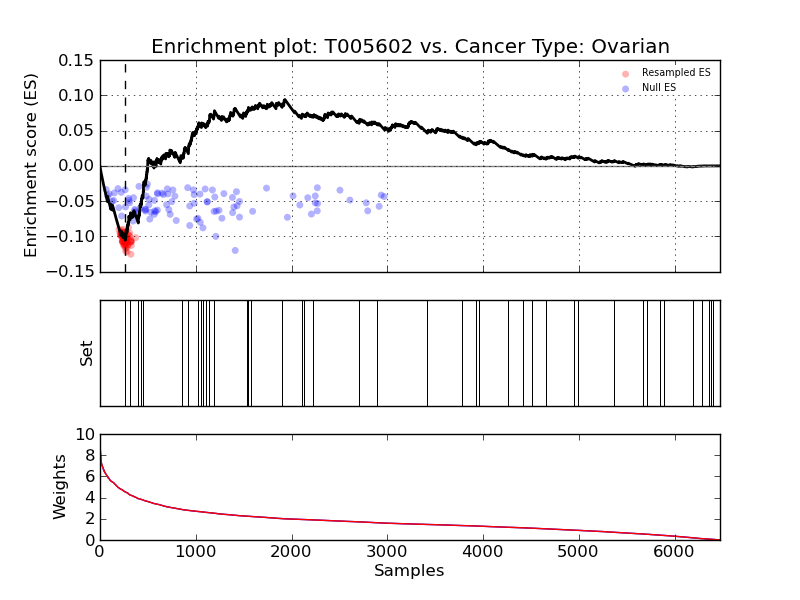 Enrichment plot: T005602 vs. Cancer Type: Ovarian
Enrichment score (ES)
0.15
0.10
0.05
0.00
−0.05
−0.10
−0.15
Resampled ES
Null ES
Set
Weights
10
8
6
4
2
0
0 1000 2000 3000 4000 5000 6000
Samples